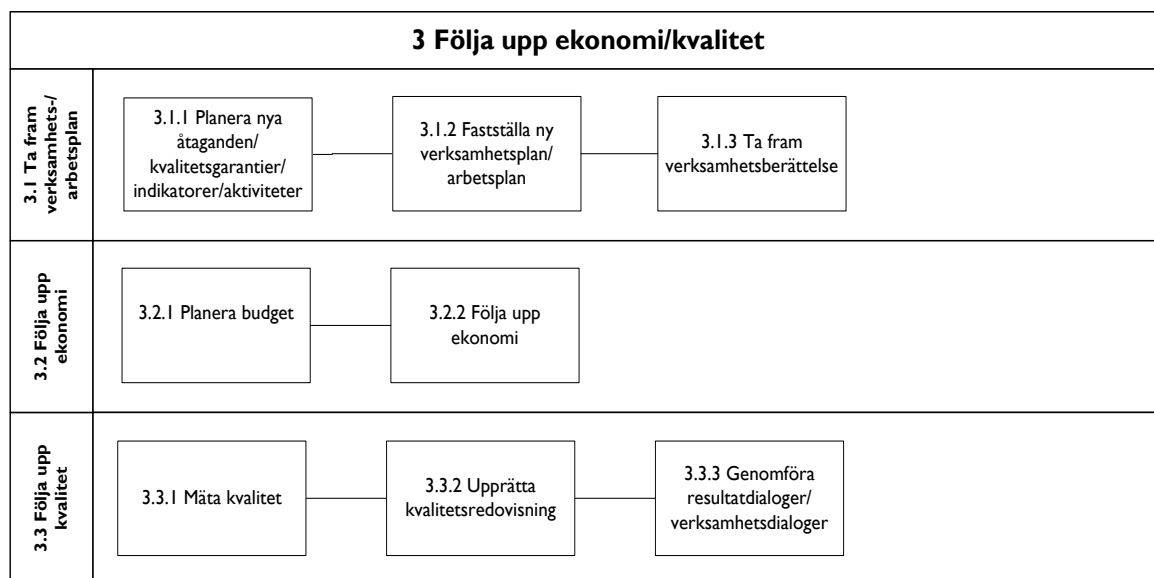 3 Följa upp ekonomi/kvalitet
3.1 Ta fram
verksamhets-/
arbetsplan
3.1.1 Planera nya
åtaganden/
kvalitetsgarantier/
indikatorer/aktiviteter
3.1.2 Fastställa ny
verksamhetsplan/
arbetsplan
3.1.3 Ta fram
verksamhetsberättelse
3.2 Följa upp
ekonomi
3.2.1 Planera budget
3.2.2 Följa upp
ekonomi
3.3 Följa upp
kvalitet
3.3.1 Mäta kvalitet
3.3.2 Upprätta
kvalitetsredovisning
3.3.3 Genomföra
resultatdialoger/
verksamhetsdialoger